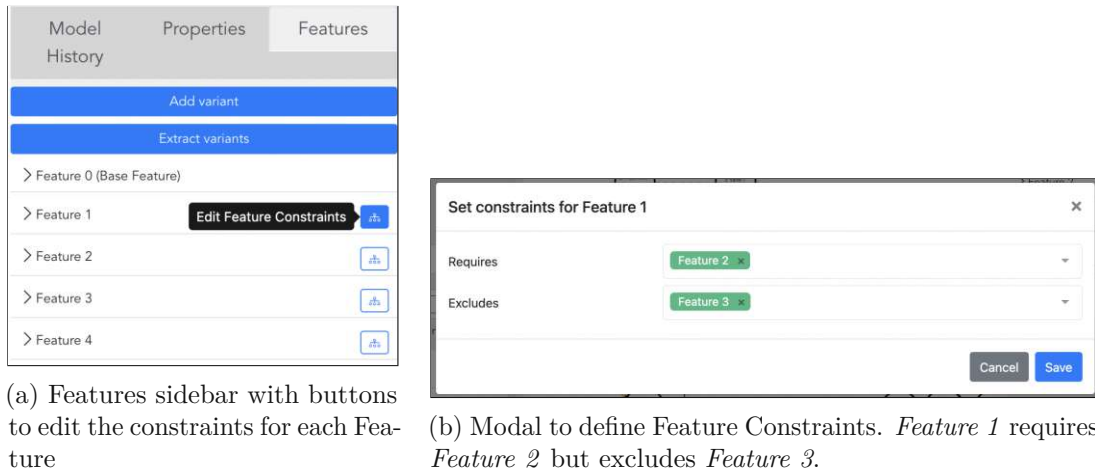 Model History
Properties
Features
Add variant
Extract variants
Feature 0 (Base Feature)
Feature 1
Edit Feature Constraints
Feature 2
Feature 3
Feature 4
(a) Features sidebar with buttons
to edit the constraints for each Fea-
ture
Set constraints for Feature 1
×
Requires
Feature 2 ×
Excludes
Feature 3 ×
Cancel
Save
(b) Modal to define Feature Constraints. Feature 1 requires
Feature 2 but excludes Feature 3.